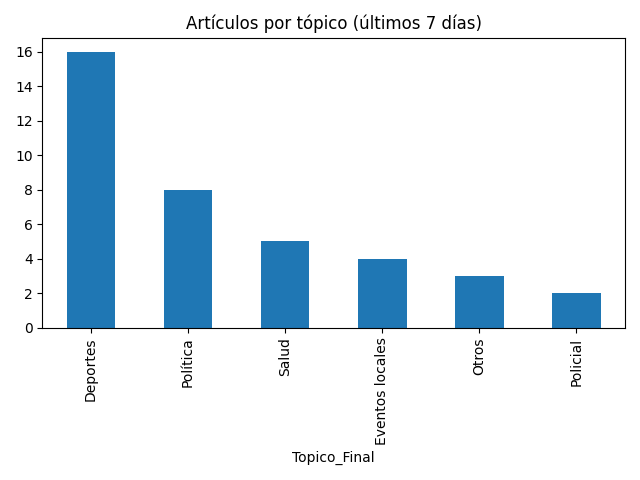 Artículos por tópico (últimos 7 días)
16
14
12
10
8
6
4
2
0
Deportes
Política
Salud
Eventos locales
Otros
Policial
Topico_Final